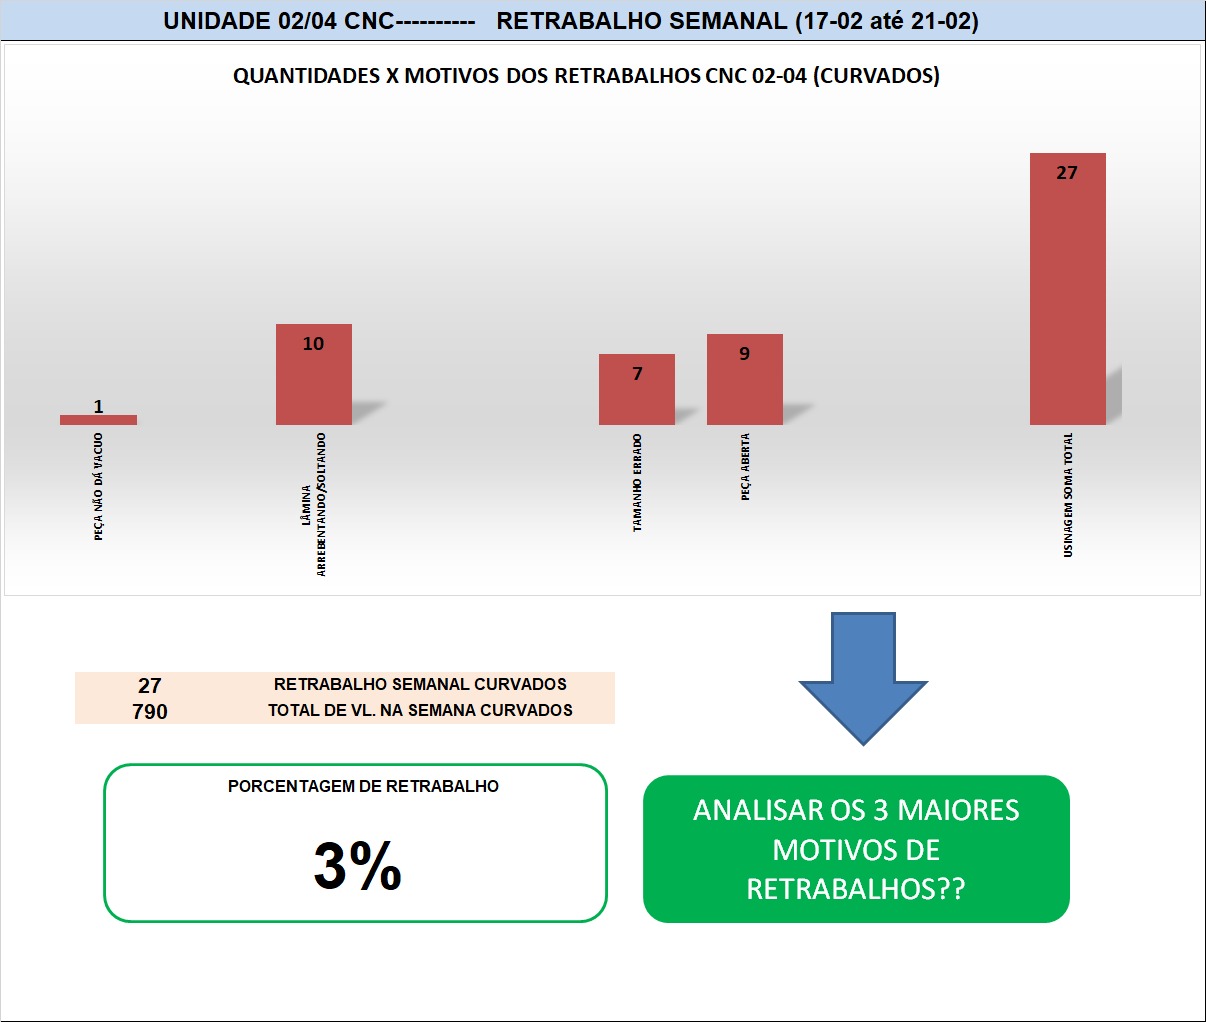 UNIDADE 02/04 CNC---------- RETRABALHO SEMANAL (17-02 até 21-02)
QUANTIDADES X MOTIVOS DOS RETRABALHOS CNC 02-04 (CURVADOS)
1
10
7
9
27
PEÇA NÃO DÁ VACUO
LÂMINA
ARREBENTANDO/SOLTANDO
TAMANHO ERRADO
PEÇA ABERTA
USINAGEM SOMA TOTAL
27 RETRABALHO SEMANAL CURVADOS
790 TOTAL DE VL. NA SEMANA CURVADOS
PORCENTAGEM DE RETRABALHO
3%
ANALISAR OS 3 MAIORES
MOTIVOS DE
RETRABALHOS??